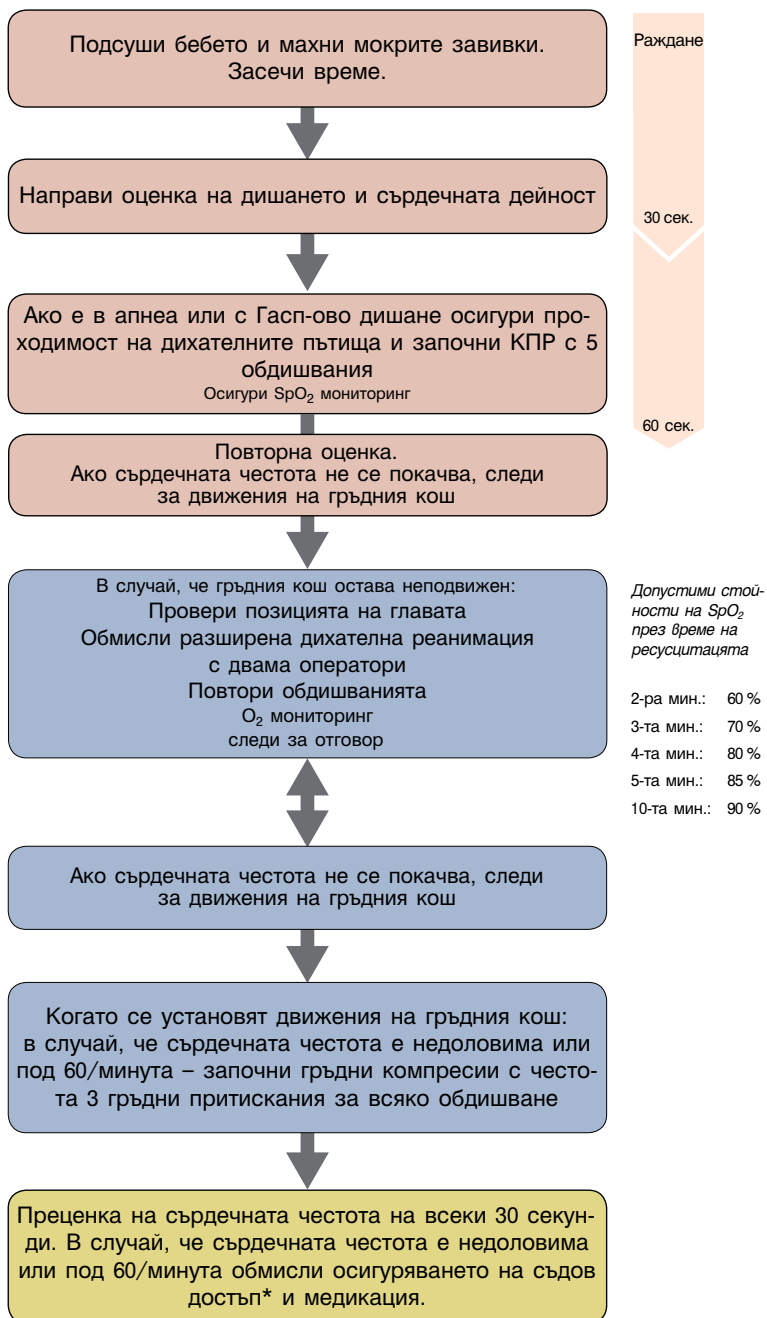 Подсуши бебето и махни мокрите завивки.
Засечи време.
Раждане
Направи оценка на дишането и сърдечната дейност
30 сек.
Ако е в апнеа или с Гасп-ово дишане осигури про-
ходимост на дихателните пътища и започни КПР с 5
обдишвания
Осигури SpO₂ мониторинг
60 сек.
Повторна оценка.
Ако сърдечната честота не се покачва, следи
за движения на гръдния кош
В случай, че гръдния кош остава неподвижен:
Провери позицията на главата
Обмисли разширена дихателна реанимация
с двама оператори
Повтори обдишванията
O₂ мониторинг
следи за отговор
Допустими стой-
ности на SpO₂
през време на
ресусцитацята
2-ра мин.: 60 %
3-та мин.: 70 %
4-та мин.: 80 %
5-та мин.: 85 %
10-та мин.: 90 %
Ако сърдечната честота не се покачва, следи
за движения на гръдния кош
Когато се установят движения на гръдния кош:
в случай, че сърдечната честота е недоловима или
под 60/минута – започни гръдни компресии с често-
та 3 гръдни притискания за всяко обдишване
Преценка на сърдечната честота на всеки 30 секун-
ди. В случай, че сърдечната честота е недоловима
или под 60/минута обмисли осигуряването на съдов
достъп* и медикация.